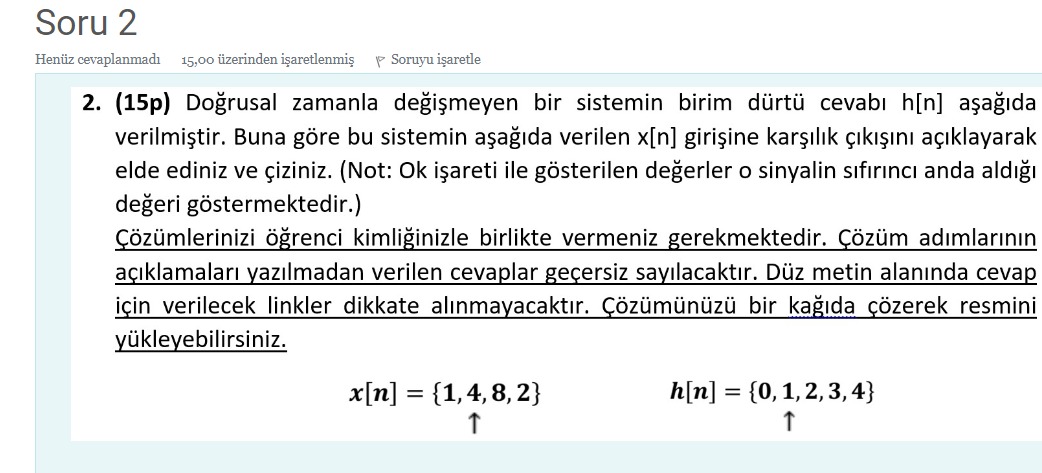 Soru 2
Henüz cevaplanmadı 15,00 üzerinden işaretlenmiş Soruyu işaretle
2. (15p) Doğrusal zamanla değişmeyen bir sistemin birim dürtü cevabı h[n] aşağıda
verilmiştir. Buna göre bu sistemin aşağıda verilen x[n] girişine karşılık çıkışını açıklayarak
elde ediniz ve çiziniz. (Not: Ok işareti ile gösterilen değerler o sinyalin sıfırıncı anda aldığı
değeri göstermektedir.)
Çözümlerinizi öğrenci kimliğinizle birlikte vermeniz gerekmektedir. Çözüm adımlarının
açıklamaları yazılmadan verilen cevaplar geçersiz sayılacaktır. Düz metin alanında cevap
için verilecek linkler dikkate alınmayacaktır. Çözümünüzü bir kağıda çözerek resmini
yükleyebilirsiniz.
x[n] = {1, 4, 8, 2} h[n] = {0, 1, 2, 3, 4}
↑ ↑